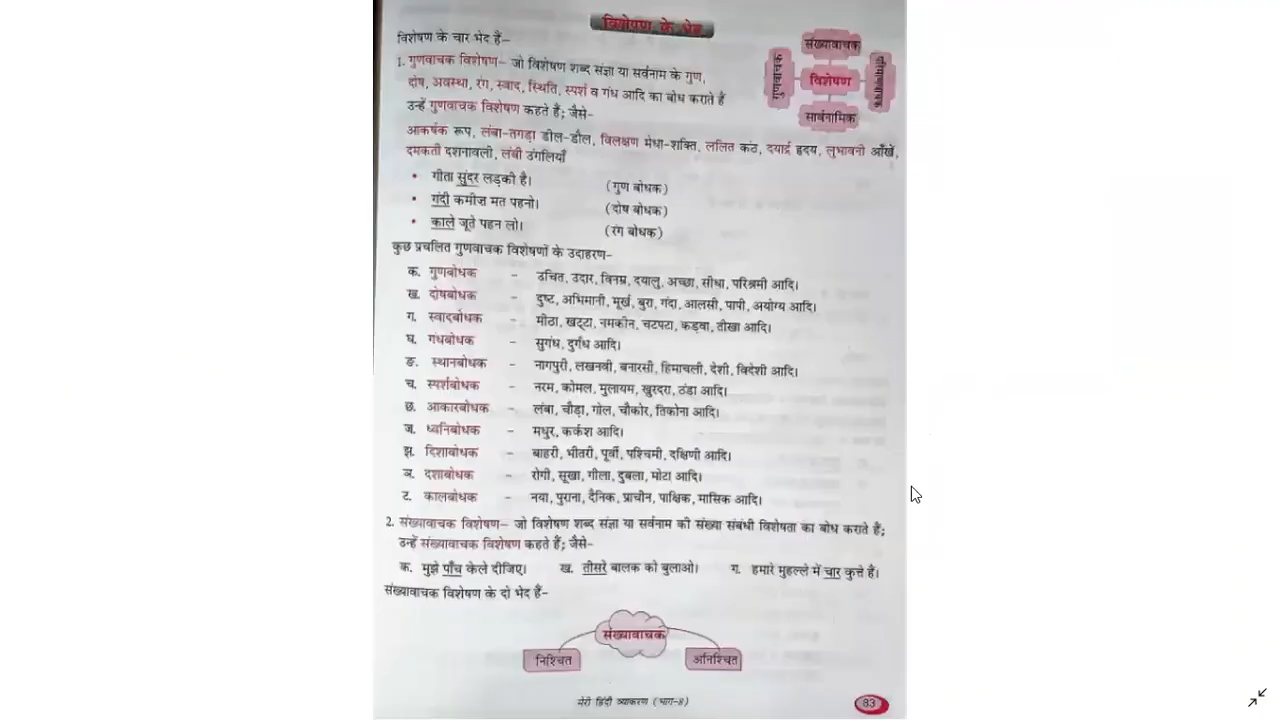 विशेषण के भेद
विशेषण के चार भेद हैं–
संख्यावाचक
गुणवाचक
विशेषण
परिमाणवाचक
सार्वनामिक
1. गुणवाचक विशेषण– जो विशेषण शब्द संज्ञा या सर्वनाम के गुण,
दोष, अवस्था, रंग, स्वाद, स्थिति, स्पर्श व गंध आदि का बोध कराते हैं
उन्हें गुणवाचक विशेषण कहते हैं; जैसे–
आकर्षक रूप, लंबा-तगड़ा डील-डौल, विलक्षण मेधा-शक्ति, ललित कंठ, दयार्द्र हृदय, लुभावनी आँखें,
दमकती दशनावली, लंबी उंगलियाँ
• गीता सुंदर लड़की है। (गुण बोधक)
• गंदी कमीज़ मत पहनो। (दोष बोधक)
• काले जूते पहन लो। (रंग बोधक)
कुछ प्रचलित गुणवाचक विशेषणों के उदाहरण–
क. गुणबोधक – उचित, उदार, विनम्र, दयालु, अच्छा, सीधा, परिश्रमी आदि।
ख. दोषबोधक – दुष्ट, अभिमानी, मूर्ख, बुरा, गंदा, आलसी, पापी, अयोग्य आदि।
ग. स्वादबोधक – मीठा, खट्टा, नमकीन, चटपटा, कड़वा, तीखा आदि।
घ. गंधबोधक – सुगंध, दुर्गंध आदि।
ङ. स्थानबोधक – नागपुरी, लखनवी, बनारसी, हिमाचली, देशी, विदेशी आदि।
च. स्पर्शबोधक – नरम, कोमल, मुलायम, खुरदरा, ठंडा आदि।
छ. आकारबोधक – लंबा, चौड़ा, गोल, चौकोर, तिकोना आदि।
ज. ध्वनिबोधक – मधुर, कर्कश आदि।
झ. दिशाबोधक – बाहरी, भीतरी, पूर्वी, पश्चिमी, दक्षिणी आदि।
ञ. दशाबोधक – रोगी, सूखा, गीला, दुबला, मोटा आदि।
ट. कालबोधक – नया, पुराना, दैनिक, प्राचीन, पाक्षिक, मासिक आदि।
2. संख्यावाचक विशेषण– जो विशेषण शब्द संज्ञा या सर्वनाम की संख्या संबंधी विशेषता का बोध कराते हैं;
उन्हें संख्यावाचक विशेषण कहते हैं; जैसे–
क. मुझे पाँच केले दीजिए। ख. तीसरे बालक को बुलाओ। ग. हमारे मुहल्ले में चार कुत्ते हैं।
संख्यावाचक विशेषण के दो भेद हैं–
संख्यावाचक
निश्चित अनिश्चित
मेरी हिंदी व्याकरण (भाग-8) 83